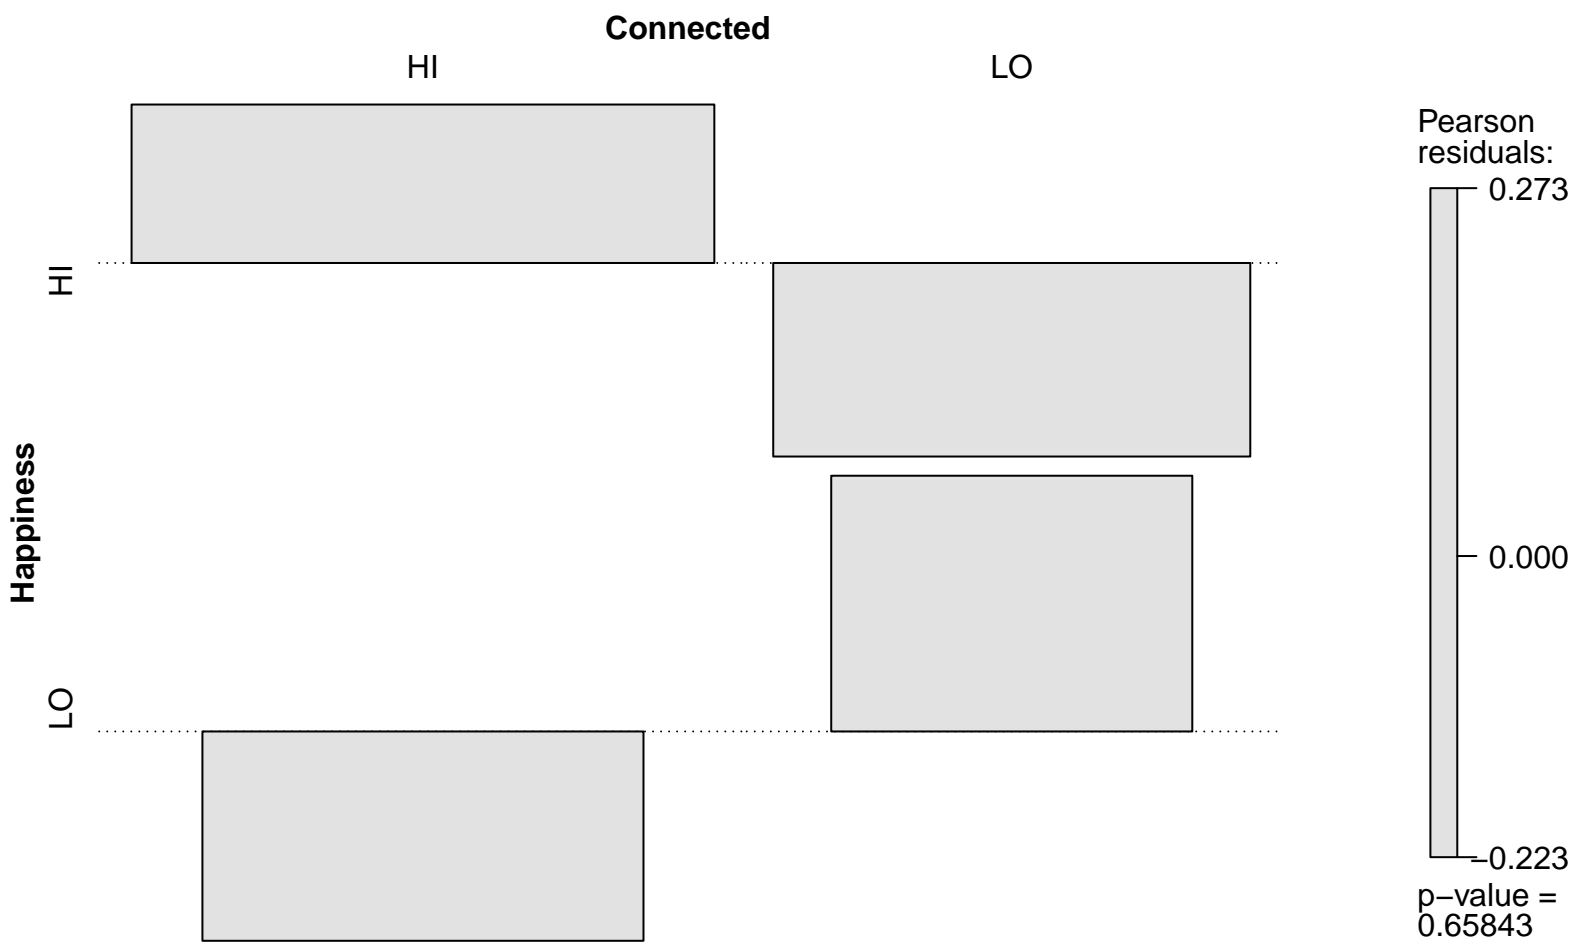 Connected
HI
LO
Happiness
HI
LO
Pearson
residuals:
0.273
0.000
−0.223
p−value =
0.65843